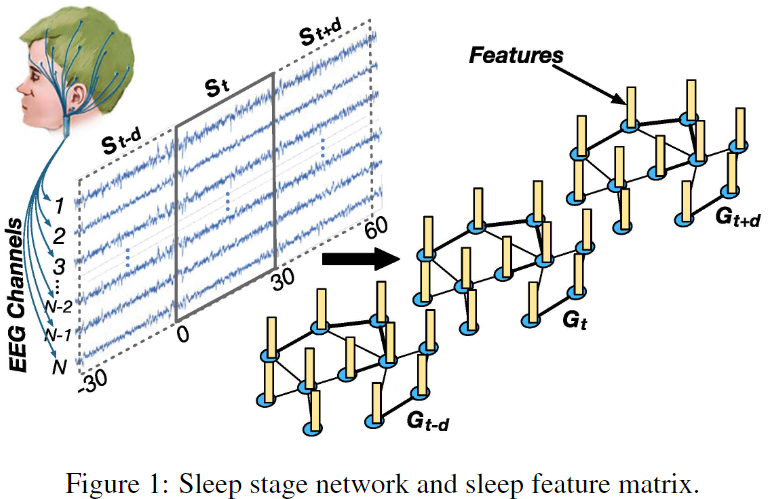 S_{t-d}
S_t
S_{t+d}
Features
EEG Channels
1
2
3
⋮
N-2
N-1
N
-30
0
30
60
G_{t-d}
G_t
G_{t+d}
Figure 1: Sleep stage network and sleep feature matrix.